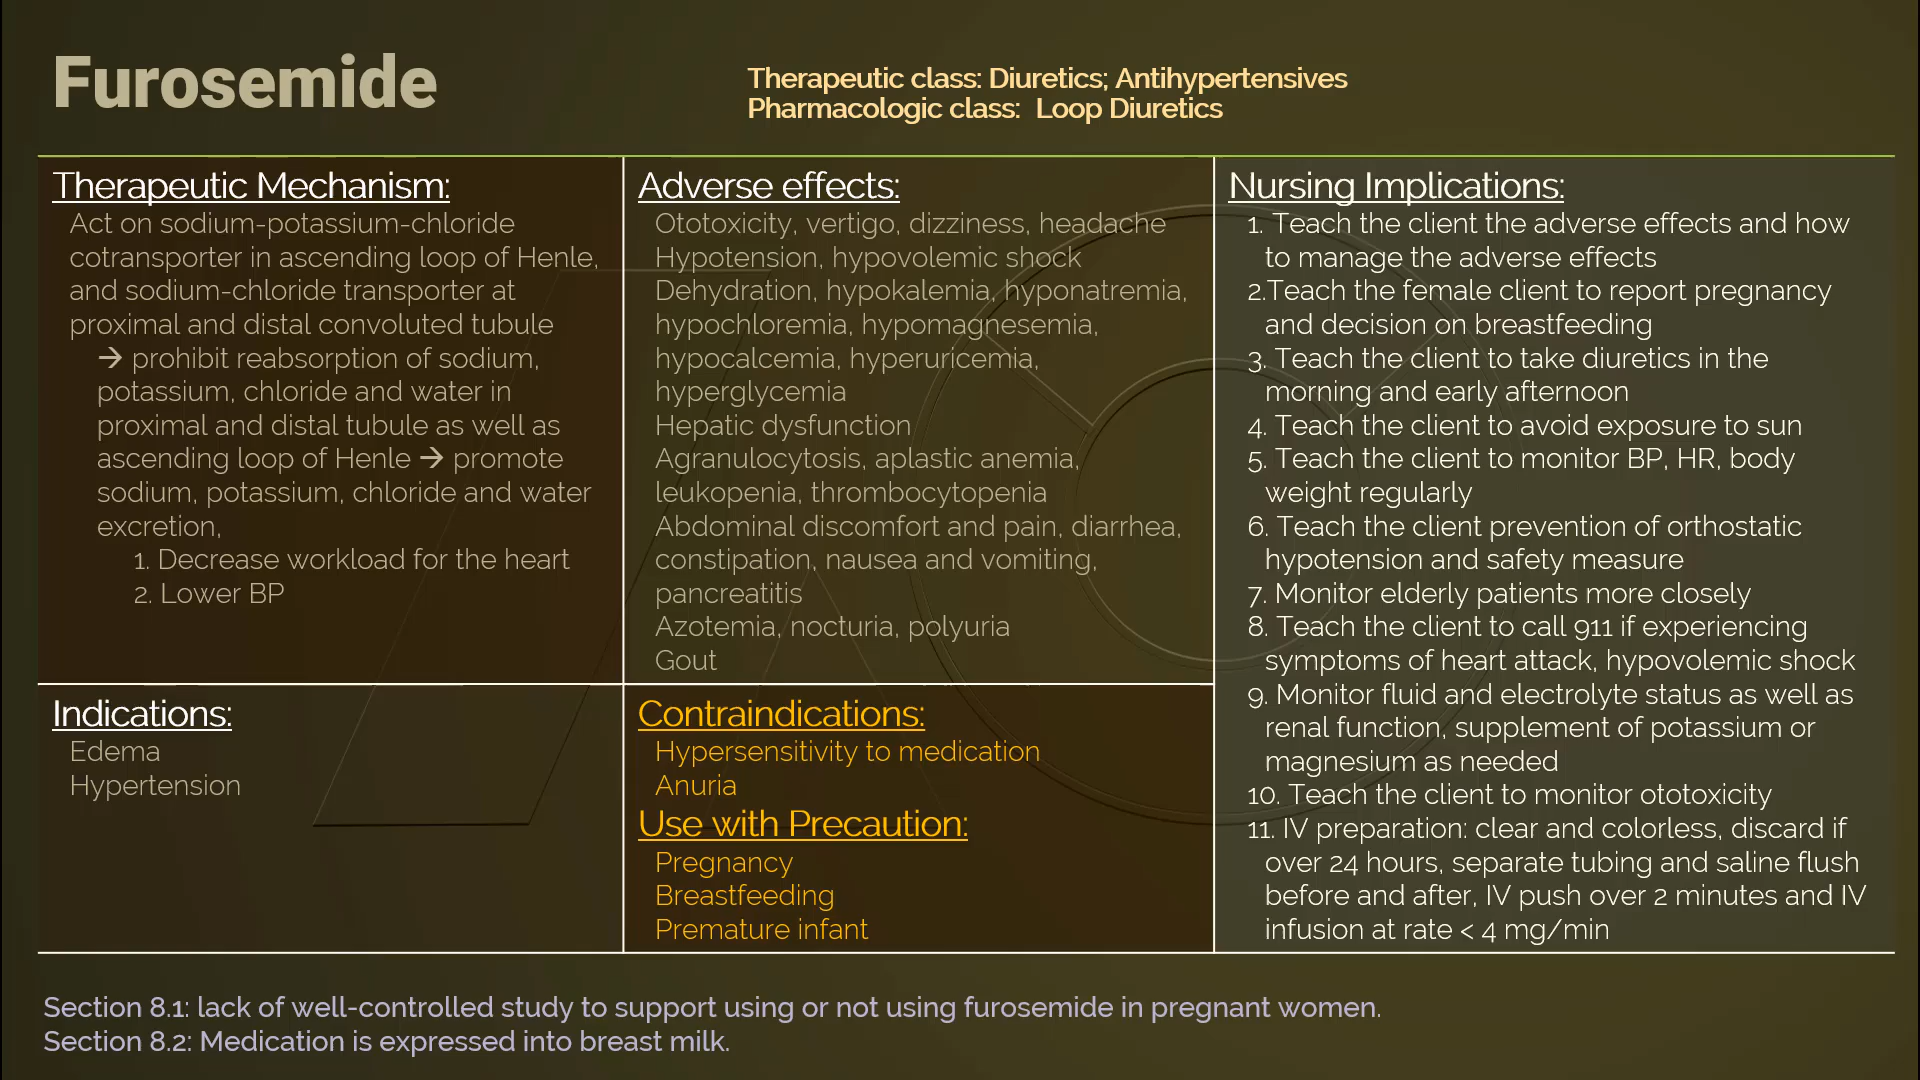 Furosemide
Therapeutic class: Diuretics; Antihypertensives
Pharmacologic class:  Loop Diuretics
Therapeutic Mechanism:
Act on sodium-potassium-chloride
cotransporter in ascending loop of Henle,
and sodium-chloride transporter at
proximal and distal convoluted tubule
→ prohibit reabsorption of sodium,
potassium, chloride and water in
proximal and distal tubule as well as
ascending loop of Henle → promote
sodium, potassium, chloride and water
excretion,
1. Decrease workload for the heart
2. Lower BP
Indications:
Edema
Hypertension
Adverse effects:
Ototoxicity, vertigo, dizziness, headache
Hypotension, hypovolemic shock
Dehydration, hypokalemia, hyponatremia,
hypochloremia, hypomagnesemia,
hypocalcemia, hyperuricemia,
hyperglycemia
Hepatic dysfunction
Agranulocytosis, aplastic anemia,
leukopenia, thrombocytopenia
Abdominal discomfort and pain, diarrhea,
constipation, nausea and vomiting,
pancreatitis
Azotemia, nocturia, polyuria
Gout
Contraindications:
Hypersensitivity to medication
Anuria
Use with Precaution:
Pregnancy
Breastfeeding
Premature infant
Nursing Implications:
1. Teach the client the adverse effects and how
to manage the adverse effects
2.Teach the female client to report pregnancy
and decision on breastfeeding
3. Teach the client to take diuretics in the
morning and early afternoon
4. Teach the client to avoid exposure to sun
5. Teach the client to monitor BP, HR, body
weight regularly
6. Teach the client prevention of orthostatic
hypotension and safety measure
7. Monitor elderly patients more closely
8. Teach the client to call 911 if experiencing
symptoms of heart attack, hypovolemic shock
9. Monitor fluid and electrolyte status as well as
renal function, supplement of potassium or
magnesium as needed
10. Teach the client to monitor ototoxicity
11. IV preparation: clear and colorless, discard if
over 24 hours, separate tubing and saline flush
before and after, IV push over 2 minutes and IV
infusion at rate < 4 mg/min
Section 8.1: lack of well-controlled study to support using or not using furosemide in pregnant women.
Section 8.2: Medication is expressed into breast milk.